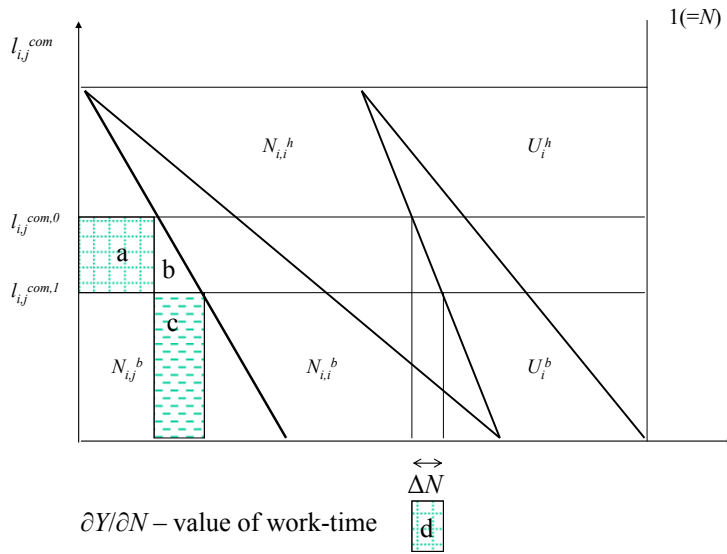 1(=N)
l_{i,j}^{com}
N_{i,i}^{h}
U_{i}^{h}
l_{i,j}^{com,0}
a
b
l_{i,j}^{com,1}
c
N_{i,j}^{b}
N_{i,i}^{b}
U_{i}^{b}
ΔN
∂Y/∂N – value of work-time
d